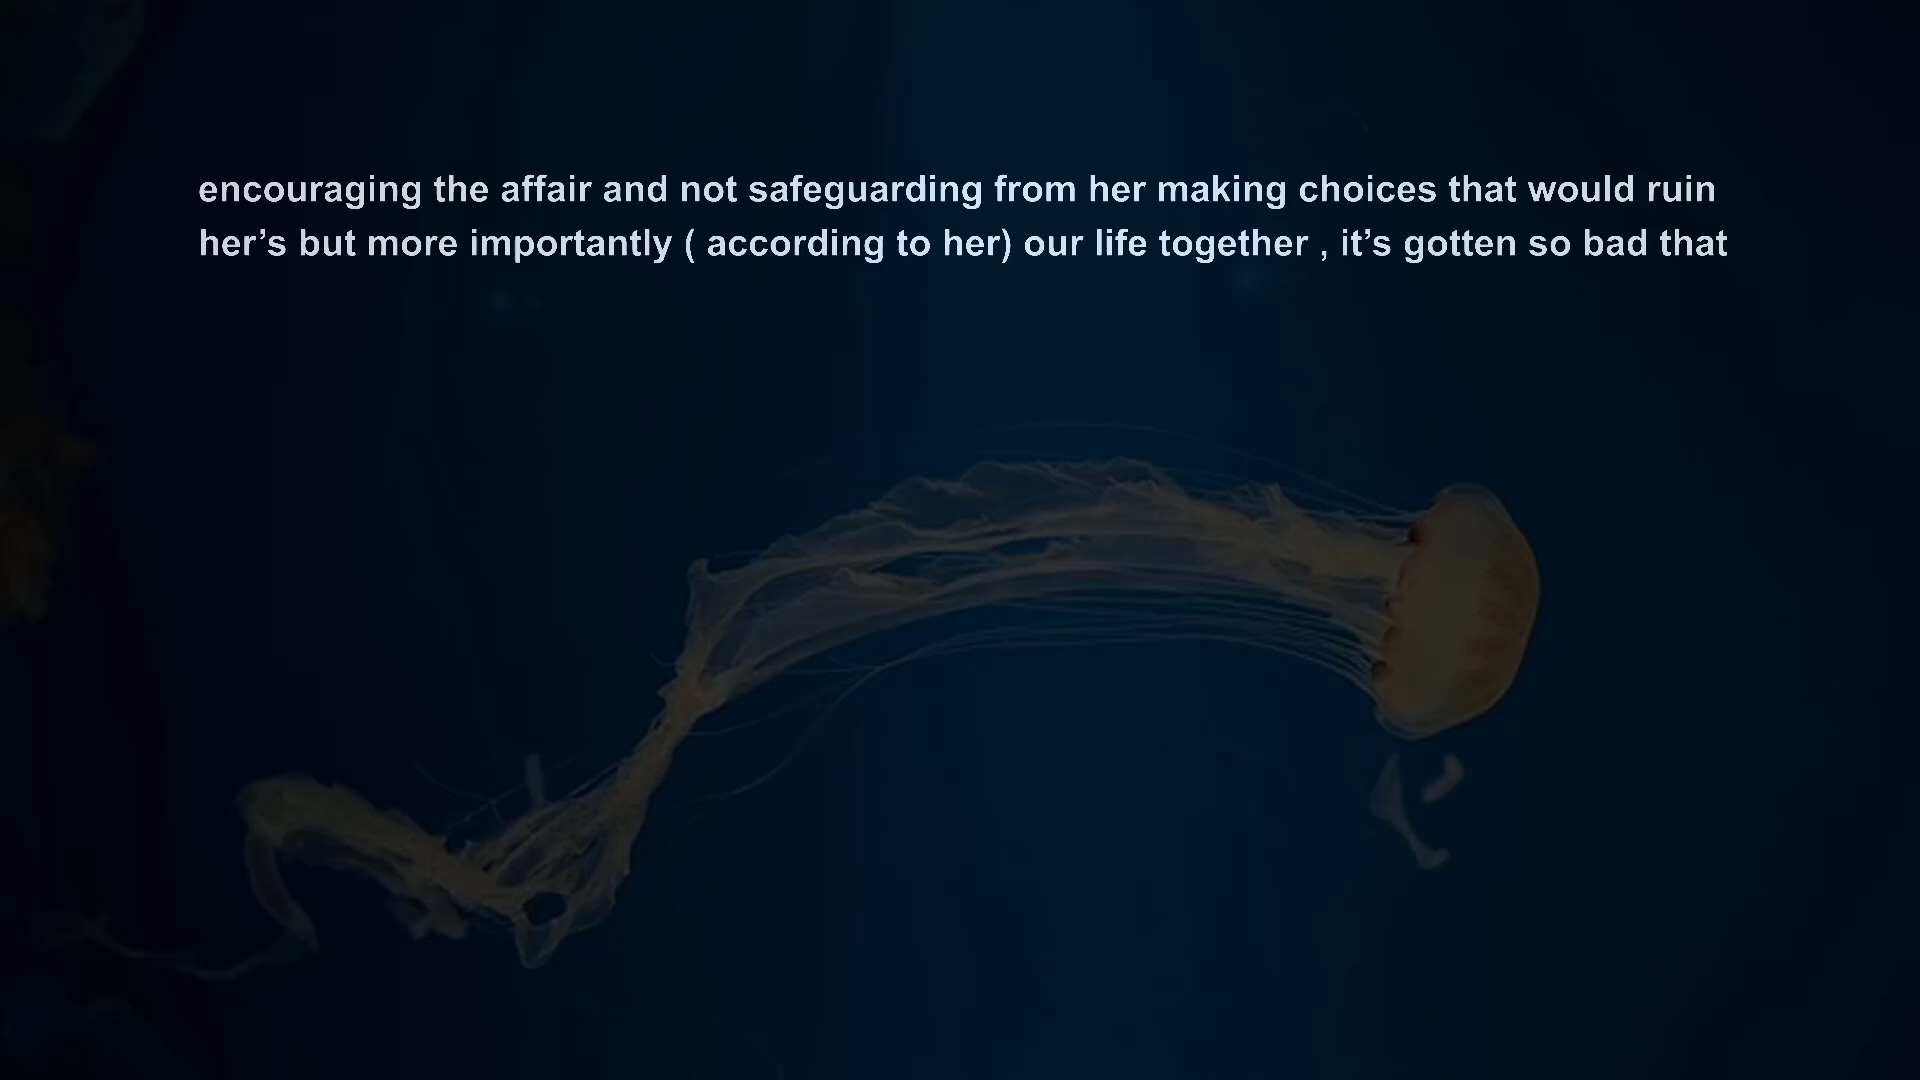 encouraging the affair and not safeguarding from her making choices that would ruin
her’s but more importantly ( according to her) our life together , it’s gotten so bad that